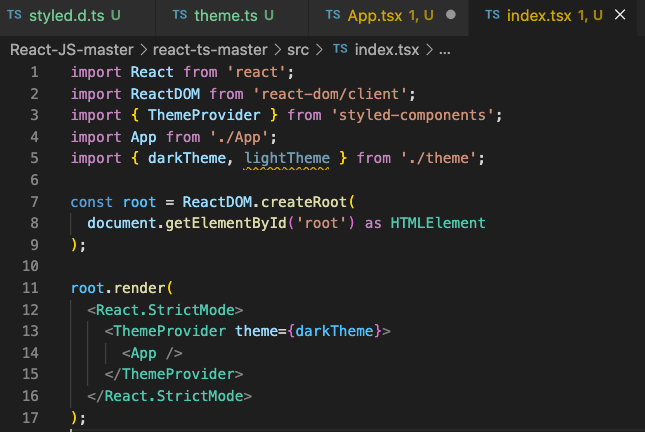 TS styled.d.ts U TS theme.ts U TS App.tsx 1, U TS index.tsx 1, U
React-JS-master > react-ts-master > src > TS index.tsx > ...
1 import React from 'react';
2 import ReactDOM from 'react-dom/client';
3 import { ThemeProvider } from 'styled-components';
4 import App from './App';
5 import { darkTheme, lightTheme } from './theme';
6
7 const root = ReactDOM.createRoot(
8 document.getElementById('root') as HTMLElement
9 );
10
11 root.render(
12 <React.StrictMode>
13 <ThemeProvider theme={darkTheme}>
14 <App />
15 </ThemeProvider>
16 </React.StrictMode>
17 );